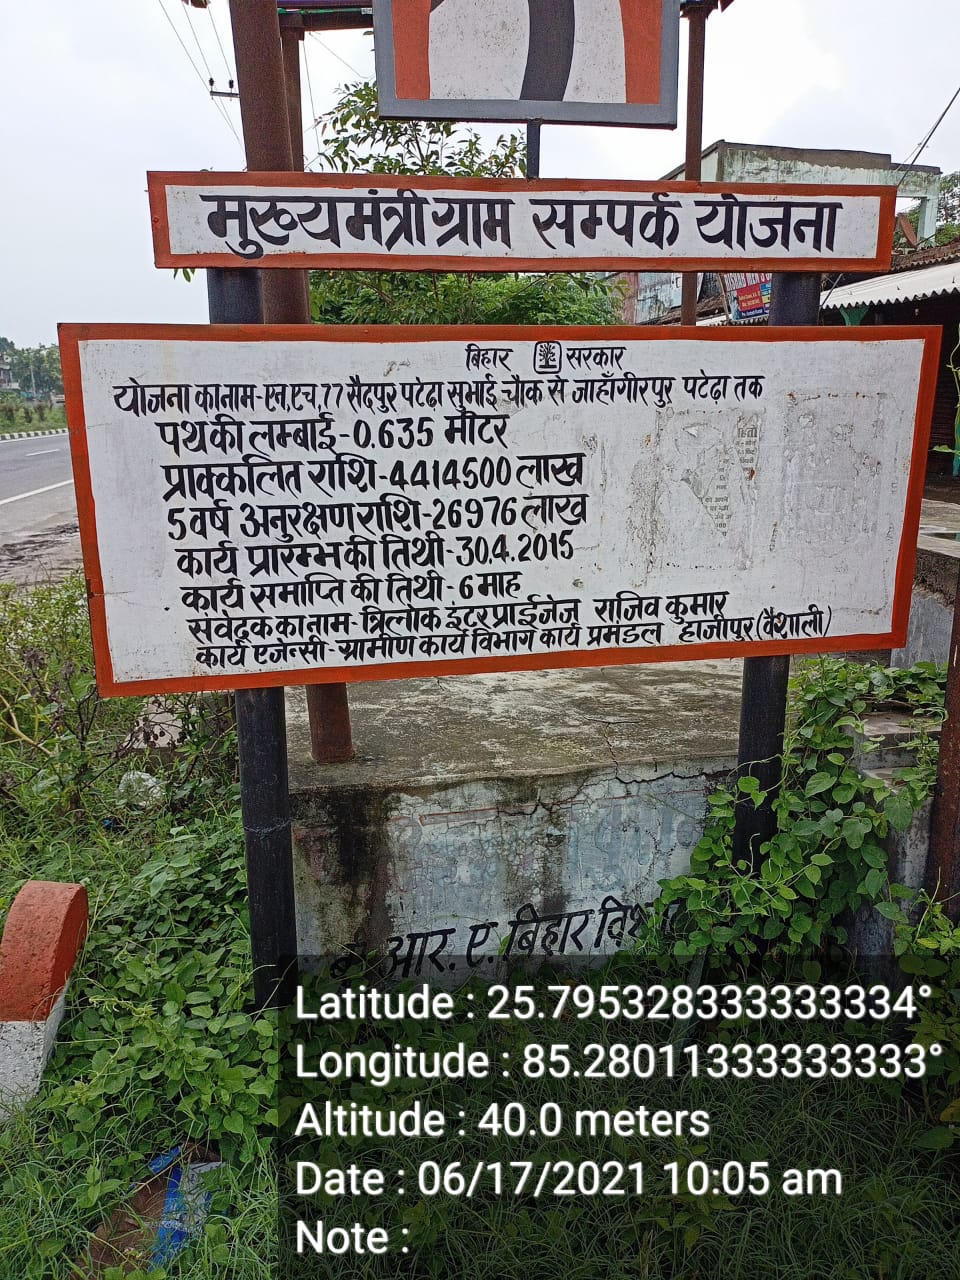 मुख्यमंत्री ग्राम सम्पर्क योजना
बिहार सरकार
योजना का नाम-एन,एच,77 सैदपुर पटेढ़ा सुभाई चौक से जाहाँगीरपुर पटेढ़ा तक
पथ की लम्बाई-0.635 मीटर
प्राक्कलित राशि-4414500 लाख
5 वर्ष अनुरक्षण राशि-26976 लाख
कार्य प्रारम्भ की तिथी-30.4.2015
कार्य समाप्ति की तिथी-6 माह
संवेदक का नाम-त्रिलोक इंटरप्राईजेज राजिव कुमार
कार्य एजेन्सी-ग्रामीण कार्य विभाग कार्य प्रमंडल हाजीपुर (वैशाली)
आर. ए. बिहार
Latitude : 25.795328333333334°
Longitude : 85.28011333333333°
Altitude : 40.0 meters
Date : 06/17/2021 10:05 am
Note :